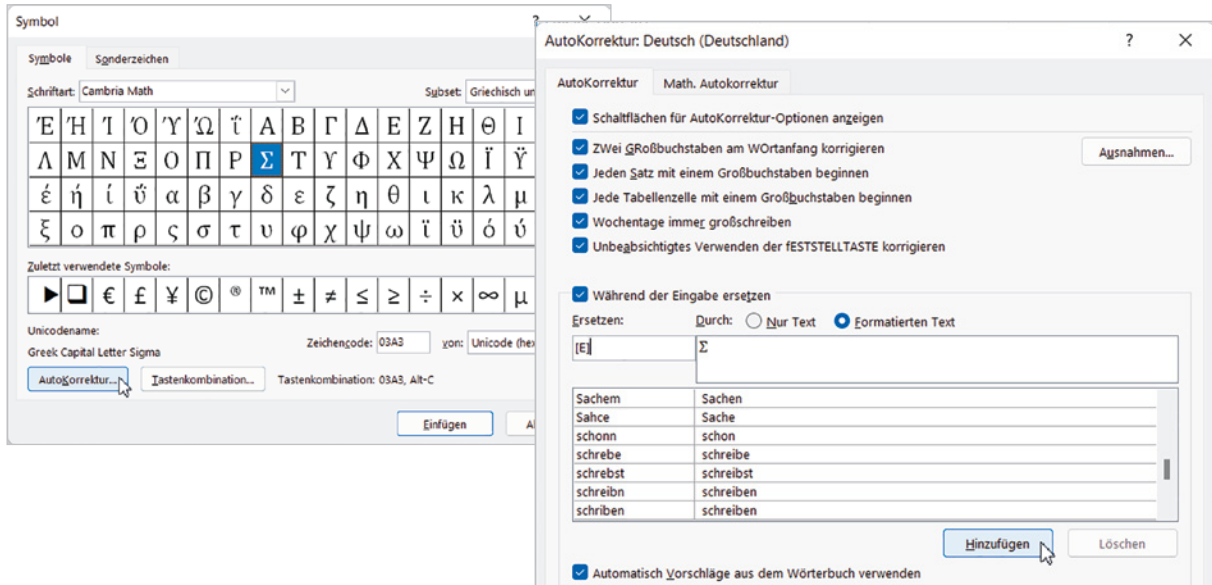 Symbol
?
Symbole Sonderzeichen
Schriftart: Cambria Math
Subset: Griechisch un
Έ Ή Ί Ό Ύ Ώ ΐ Α Β Γ Δ Ε Ζ Η Θ Ι
Λ Μ Ν Ξ Ο Π Ρ Σ Τ Υ Φ Χ Ψ Ω Ϊ Ϋ
έ ή ί ΰ α β γ δ ε ζ η θ ι κ λ μ
ξ ο π ρ ς σ τ υ φ χ ψ ω ϊ ϋ ό ύ
Zuletzt verwendete Symbole:
▶ ❑ € £ ¥ © ® ™ ± ≠ ≤ ≥ ÷ × ∞ µ
Unicodename:
Greek Capital Letter Sigma
Zeichencode: 03A3 von: Unicode (hex
AutoKorrektur... Tastenkombination... Tastenkombination: 03A3, Alt-C
Einfügen
AutoKorrektur: Deutsch (Deutschland) ?
AutoKorrektur Math. Autokorrektur
Schaltflächen für AutoKorrektur-Optionen anzeigen
ZWei GRoßbuchstaben am WOrtanfang korrigieren
Ausnahmen...
Jeden Satz mit einem Großbuchstaben beginnen
Jede Tabellenzelle mit einem Großbuchstaben beginnen
Wochentage immer großschreiben
Unbeabsichtigtes Verwenden der fESTSTELLTASTE korrigieren
Während der Eingabe ersetzen
Ersetzen: Durch: Nur Text Formatierten Text
[E] Σ
Sachem Sachen
Sahce Sache
schonn schon
schrebe schreibe
schrebst schreibst
schreibn schreiben
schriben schreiben
Hinzufügen Löschen
Automatisch Vorschläge aus dem Wörterbuch verwenden